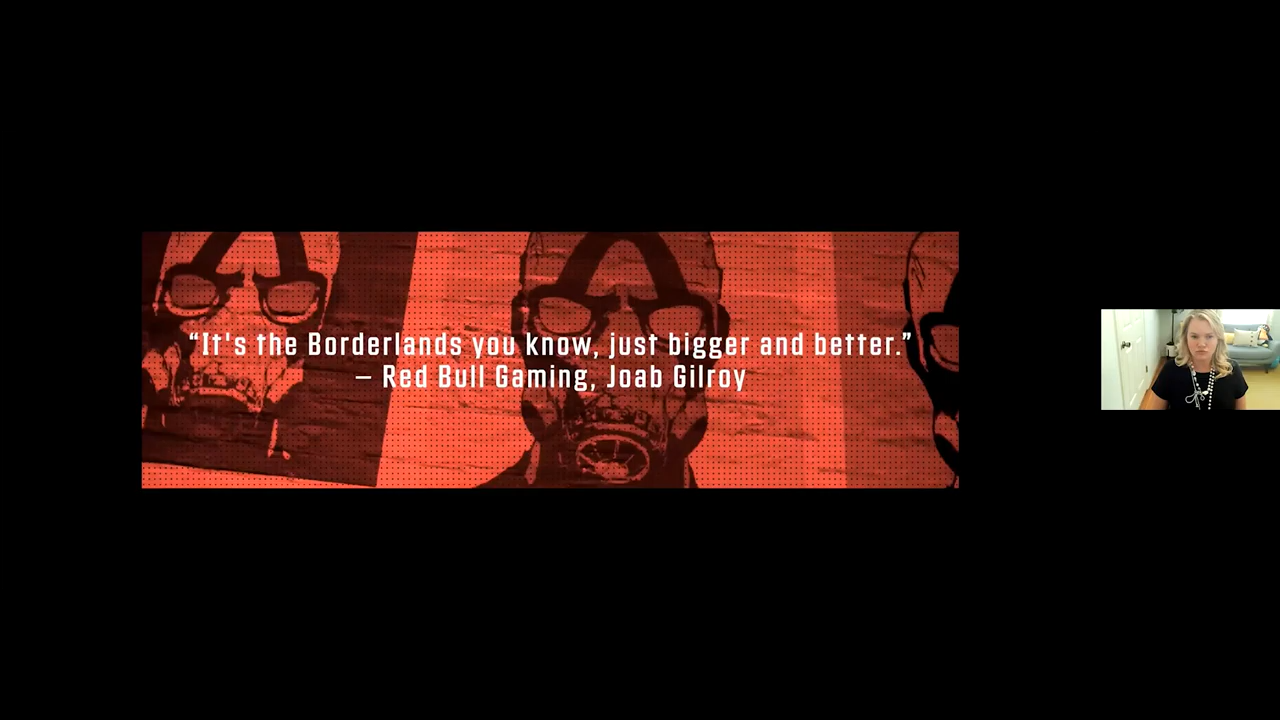 “It's the Borderlands you know, just bigger and better.”
– Red Bull Gaming, Joab Gilroy